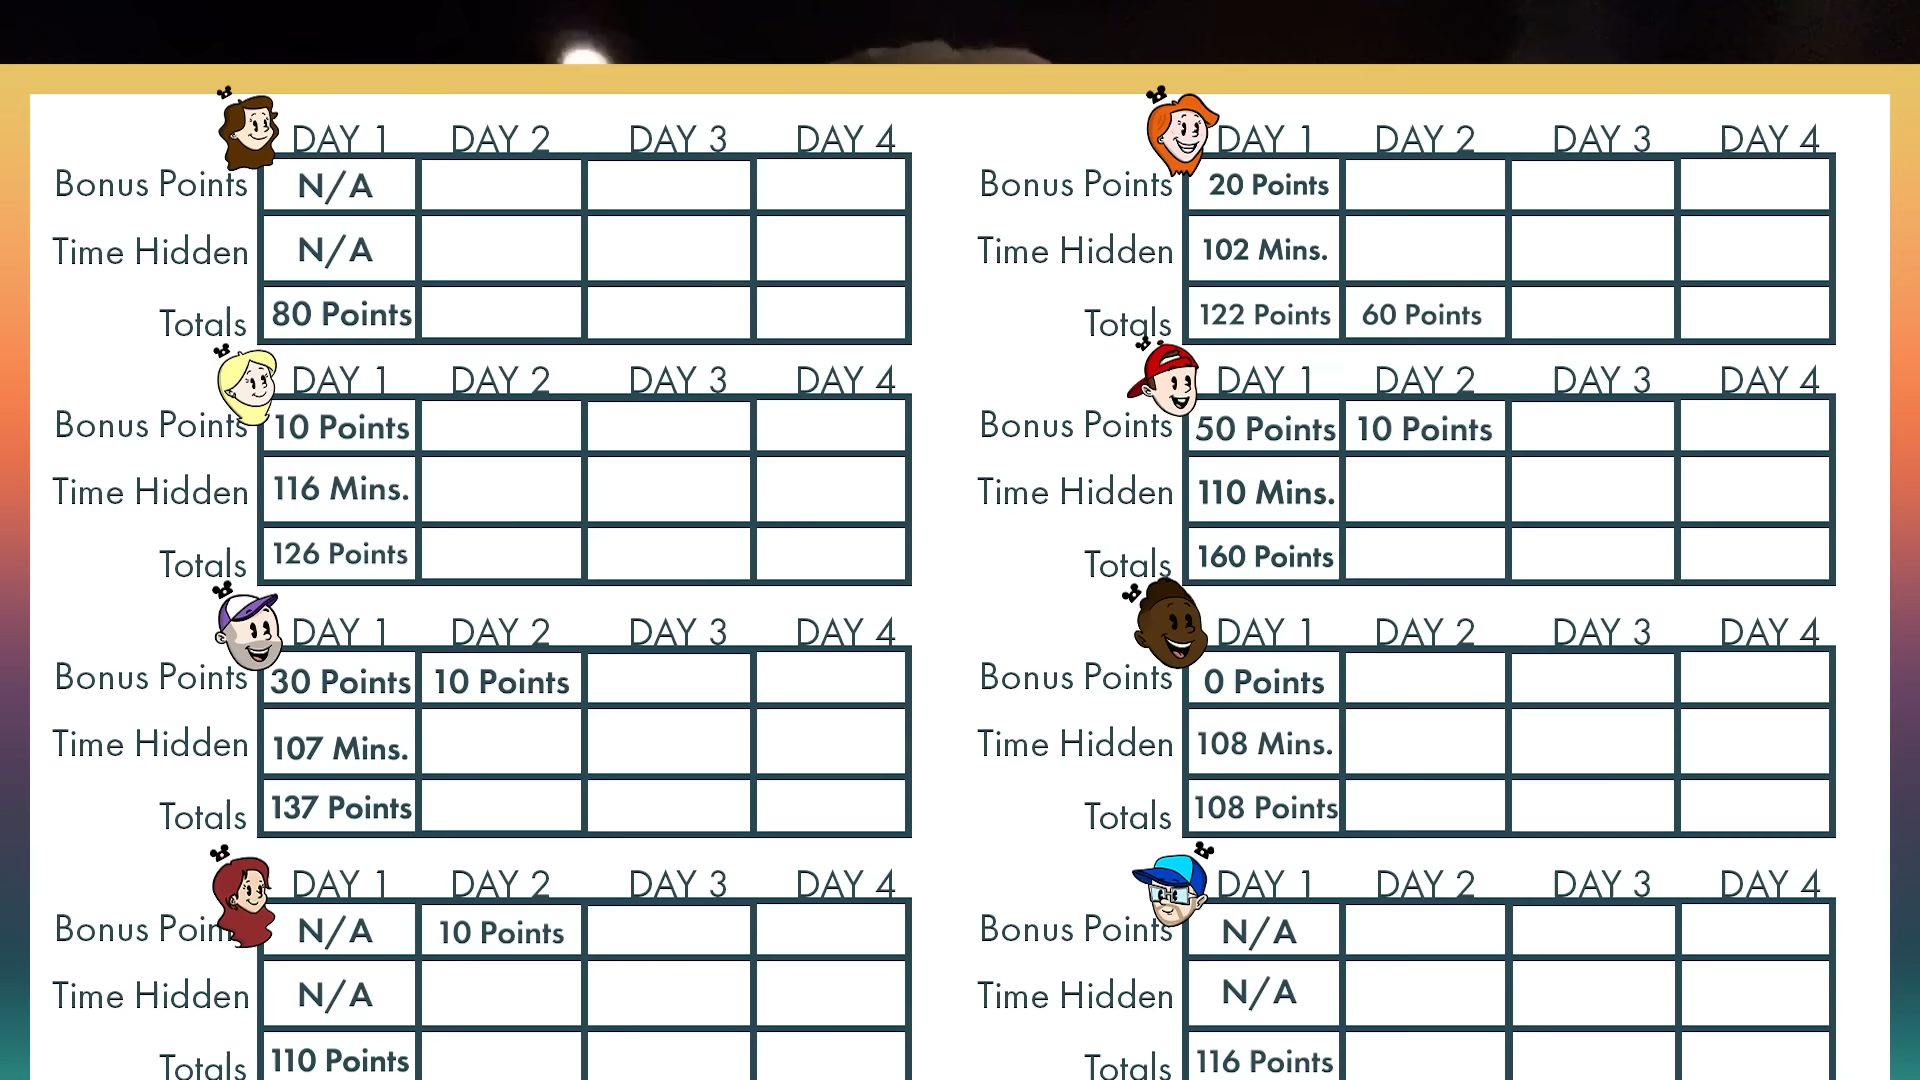 DAY 1 DAY 2 DAY 3 DAY 4
Bonus Points N/A
Time Hidden N/A
Totals 80 Points
DAY 1 DAY 2 DAY 3 DAY 4
Bonus Points 20 Points
Time Hidden 102 Mins.
Totals 122 Points 60 Points
DAY 1 DAY 2 DAY 3 DAY 4
Bonus Points 10 Points
Time Hidden 116 Mins.
Totals 126 Points
DAY 1 DAY 2 DAY 3 DAY 4
Bonus Points 50 Points 10 Points
Time Hidden 110 Mins.
Totals 160 Points
DAY 1 DAY 2 DAY 3 DAY 4
Bonus Points 30 Points 10 Points
Time Hidden 107 Mins.
Totals 137 Points
DAY 1 DAY 2 DAY 3 DAY 4
Bonus Points 0 Points
Time Hidden 108 Mins.
Totals 108 Points
DAY 1 DAY 2 DAY 3 DAY 4
Bonus Points N/A 10 Points
Time Hidden N/A
Totals 110 Points
DAY 1 DAY 2 DAY 3 DAY 4
Bonus Points N/A
Time Hidden N/A
Totals 116 Points